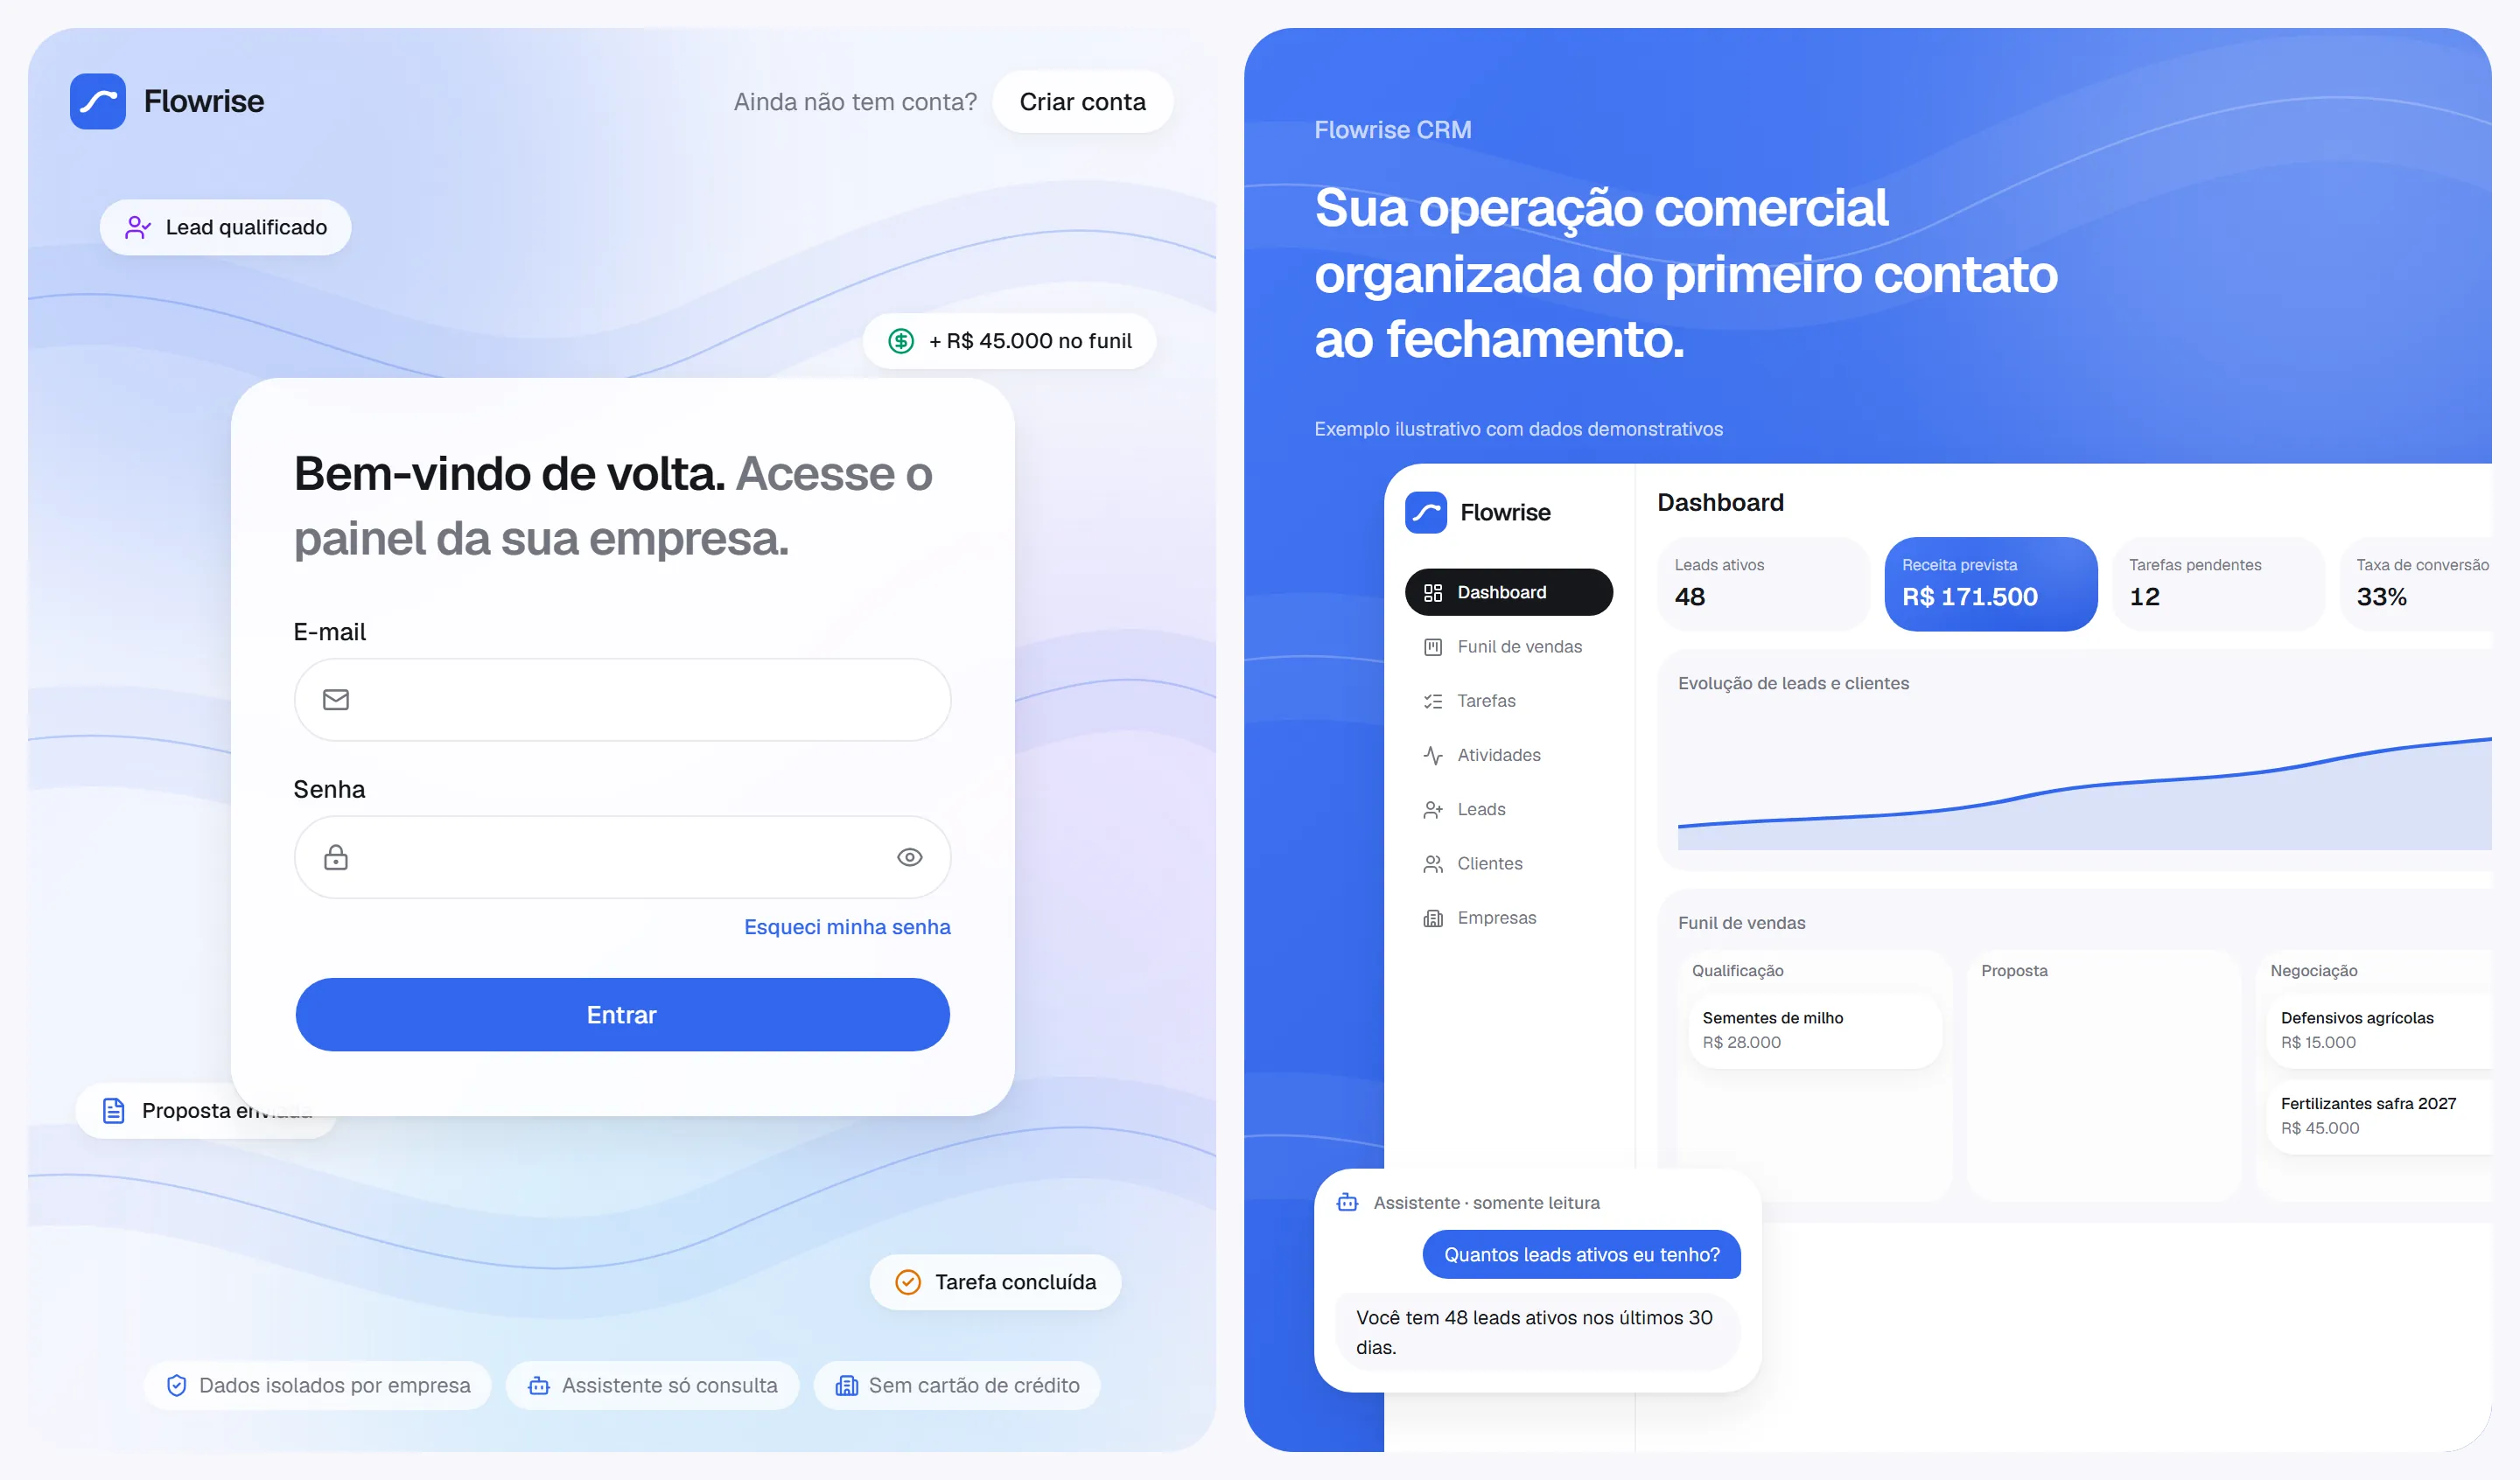 Flowrise
Ainda não tem conta?
Criar conta
Lead qualificado
+ R$ 45.000 no funil
Bem-vindo de volta. Acesse o
painel da sua empresa.
E-mail
Senha
Esqueci minha senha
Entrar
Proposta enviada
Tarefa concluída
Dados isolados por empresa
Assistente só consulta
Sem cartão de crédito
Flowrise CRM
Sua operação comercial
organizada do primeiro contato
ao fechamento.
Exemplo ilustrativo com dados demonstrativos
Flowrise
Dashboard
Funil de vendas
Tarefas
Atividades
Leads
Clientes
Empresas
Dashboard
Leads ativos
48
Receita prevista
R$ 171.500
Tarefas pendentes
12
Taxa de conversão
33%
Evolução de leads e clientes
Funil de vendas
Qualificação
Sementes de milho
R$ 28.000
Proposta
Negociação
Defensivos agrícolas
R$ 15.000
Fertilizantes safra 2027
R$ 45.000
Assistente · somente leitura
Quantos leads ativos eu tenho?
Você tem 48 leads ativos nos últimos 30
dias.